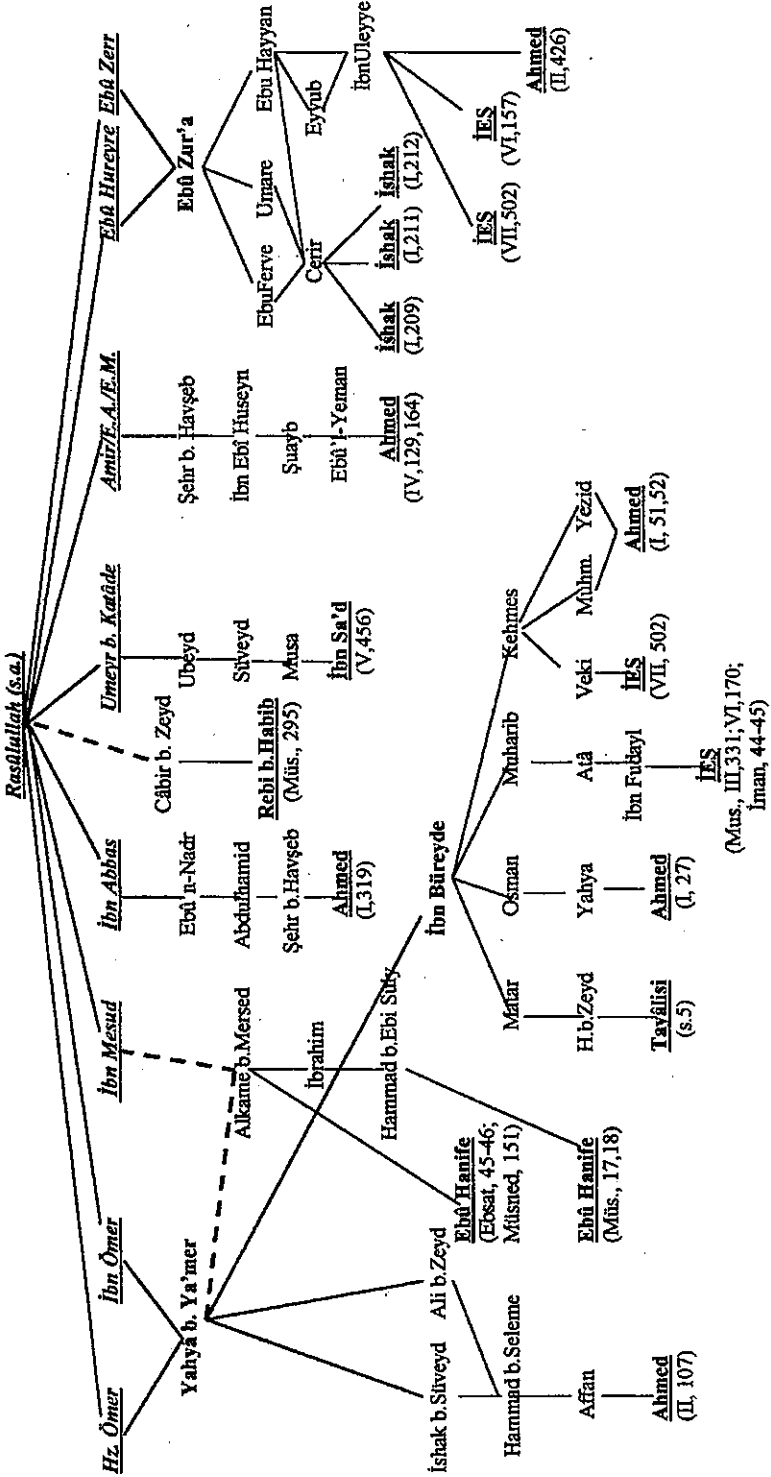 Rasûlullah (s.a.)
Hz. Ömer
İbn Ömer
İbn Mesud
İbn Abbas
Umeyr b. Katâde
Amir/E.A./E.M.
Ebû Hureyre
Ebû Zerr
Yahyâ b. Ya'mer
İshak b.Süveyd
Ali b.Zeyd
Hammad b.Seleme
Affan
Ahmed
(II, 107)
Alkame b.Mersed
İbrahim
Hammad b.Ebi Süly
Ebû Hanife
(Ebsat, 45-46;
Müsned, 151)
Ebû Hanife
(Müs., 17,18)
Ebû n-Nadr
Abdulhamid
Şehr b.Havşeb
Ahmed
(I,319)
Câbir b. Zeyd
Rebi b.Habib
(Müs., 295)
Ubeyd
Süveyd
Musa
İbn Sa'd
(V,456)
Şehr b. Havşeb
İbn Ebî Huseyn
Şuayb
Ebû'l-Yeman
Ahmed
(IV,129,164)
Ebû Zur'a
EbuFerve
Umare
Ebu Hayyan
Cerir
Eyyub
İbnUleyye
İshak
(I,209)
İshak
(I,211)
İshak
(I,212)
İEŞ
(VII,502)
İEŞ
(VI,157)
Ahmed
(II,426)
İbn Büreyde
Matar
Osman
Muharib
Kehmes
H.b.Zeyd
Yahya
Atâ
Veki
Muhm.
Yezid
Tayâlisi
(s.5)
Ahmed
(I, 27)
İbn Fudayl
İEŞ
(Mus., III,331; VI,170;
İman, 44-45)
İEŞ
(VII, 502)
Ahmed
(I, 51,52)